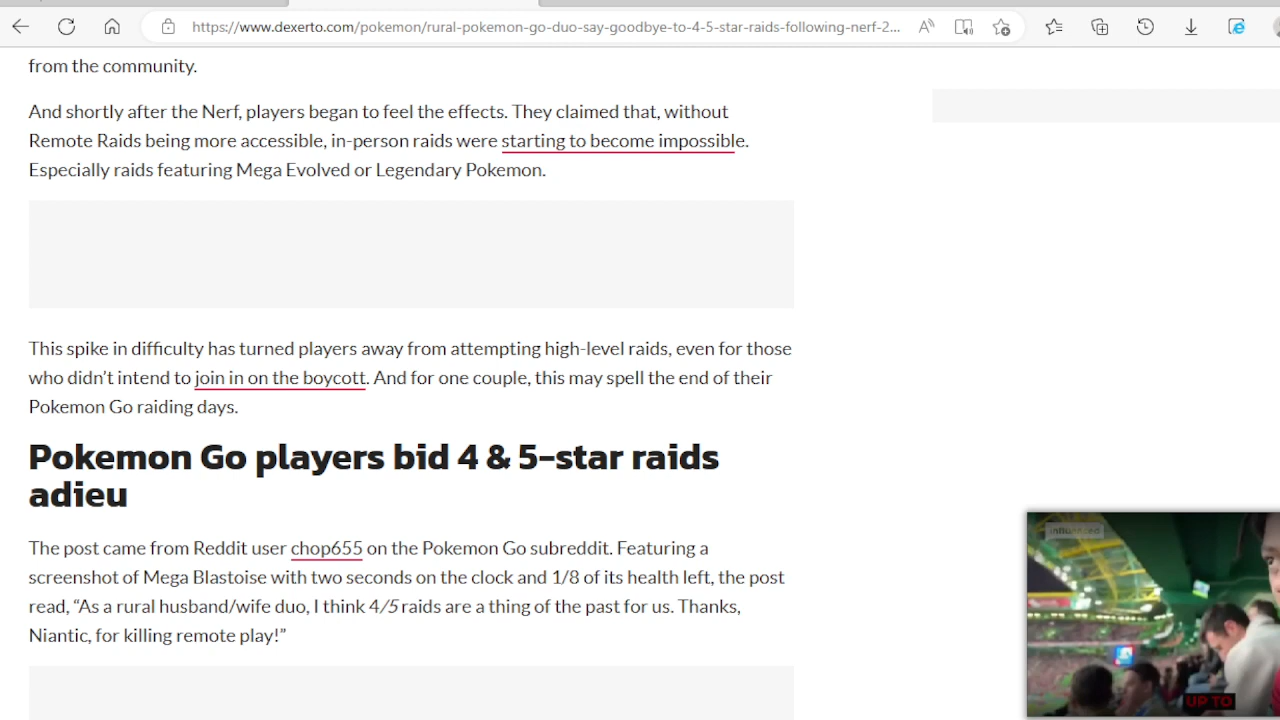 https://www.dexerto.com/pokemon/rural-pokemon-go-duo-say-goodbye-to-4-5-star-raids-following-nerf-2...
from the community.
And shortly after the Nerf, players began to feel the effects. They claimed that, without
Remote Raids being more accessible, in-person raids were starting to become impossible.
Especially raids featuring Mega Evolved or Legendary Pokemon.
This spike in difficulty has turned players away from attempting high-level raids, even for those
who didn’t intend to join in on the boycott. And for one couple, this may spell the end of their
Pokemon Go raiding days.
Pokemon Go players bid 4 & 5-star raids
adieu
The post came from Reddit user chop655 on the Pokemon Go subreddit. Featuring a
screenshot of Mega Blastoise with two seconds on the clock and 1/8 of its health left, the post
read, “As a rural husband/wife duo, I think 4/5 raids are a thing of the past for us. Thanks,
Niantic, for killing remote play!”
influenced
UP TO